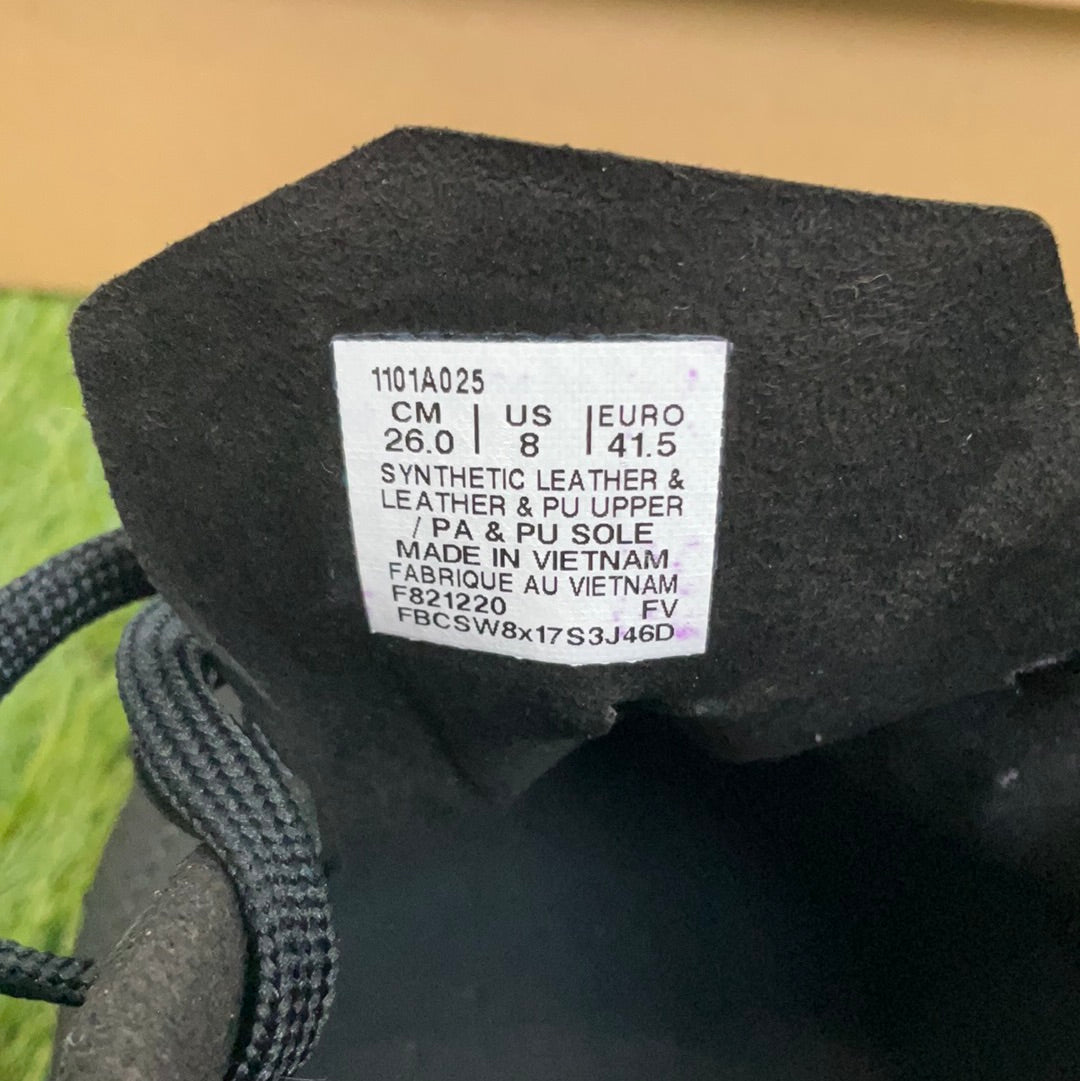 1101A025
CM | US | EURO
26.0 | 8 | 41.5
SYNTHETIC LEATHER &
LEATHER & PU UPPER
/ PA & PU SOLE
MADE IN VIETNAM
FABRIQUE AU VIETNAM
F821220 FV
FBCSW8x17S3J46D